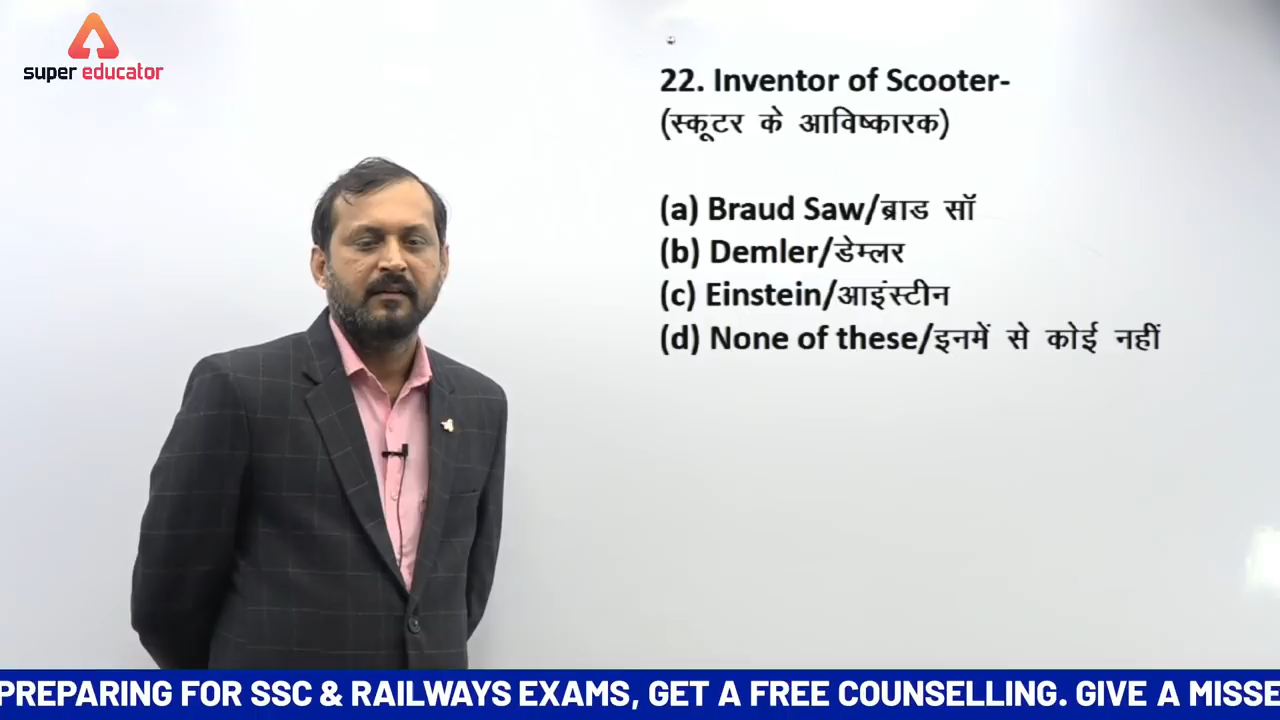 super educator
22. Inventor of Scooter-
(स्कूटर के आविष्कारक)
(a) Braud Saw/ब्राड सॉ
(b) Demler/डेम्लर
(c) Einstein/आइंस्टीन
(d) None of these/इनमें से कोई नहीं
PREPARING FOR SSC & RAILWAYS EXAMS, GET A FREE COUNSELLING. GIVE A MISSE